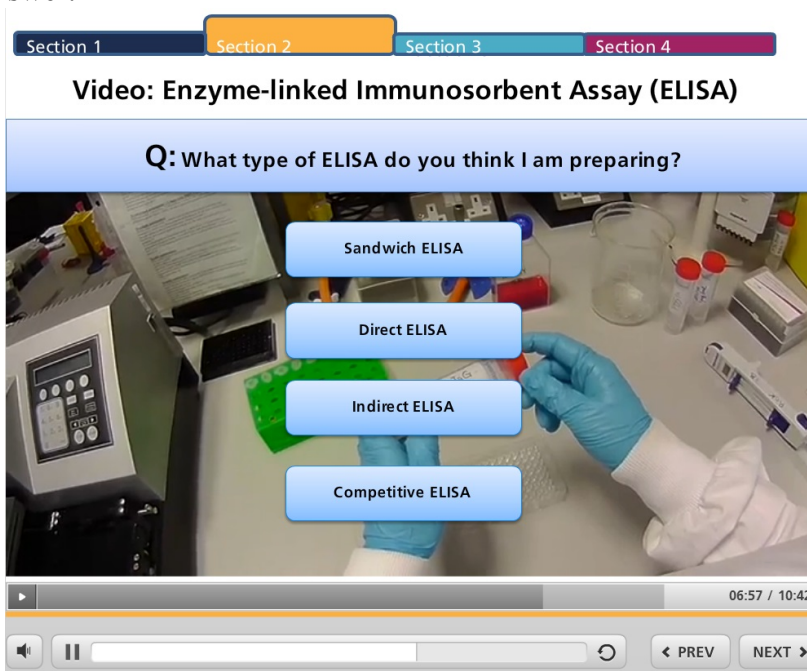 Section 1
Section 2
Section 3
Section 4
Video: Enzyme-linked Immunosorbent Assay (ELISA)
Q: What type of ELISA do you think I am preparing?
Sandwich ELISA
Direct ELISA
Indirect ELISA
Competitive ELISA
06:57 / 10:42
PREV
NEXT